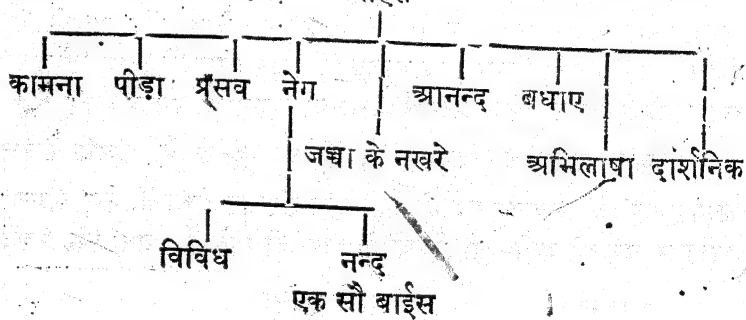 कामना पीड़ा प्रसव नेग आनन्द बधाए
जच्चा के नखरे अभिलाषा दार्शनिक
विविध नन्द
एक सौ बाईस